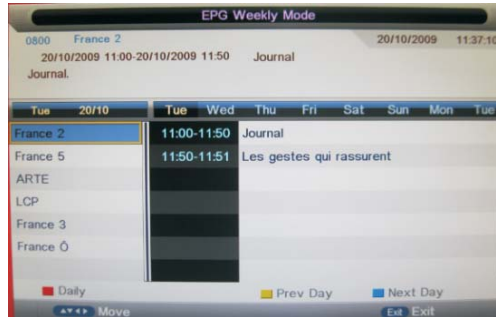 EPG Weekly Mode
0800 France 2 20/10/2009 11:37:10
20/10/2009 11:00-20/10/2009 11:50 Journal
Journal.
Tue 20/10 Tue Wed Thu Fri Sat Sun Mon Tue
France 2 11:00-11:50 Journal
France 5 11:50-11:51 Les gestes qui rassurent
ARTE
LCP
France 3
France Ô
Daily Prev Day Next Day
Move Exit Exit